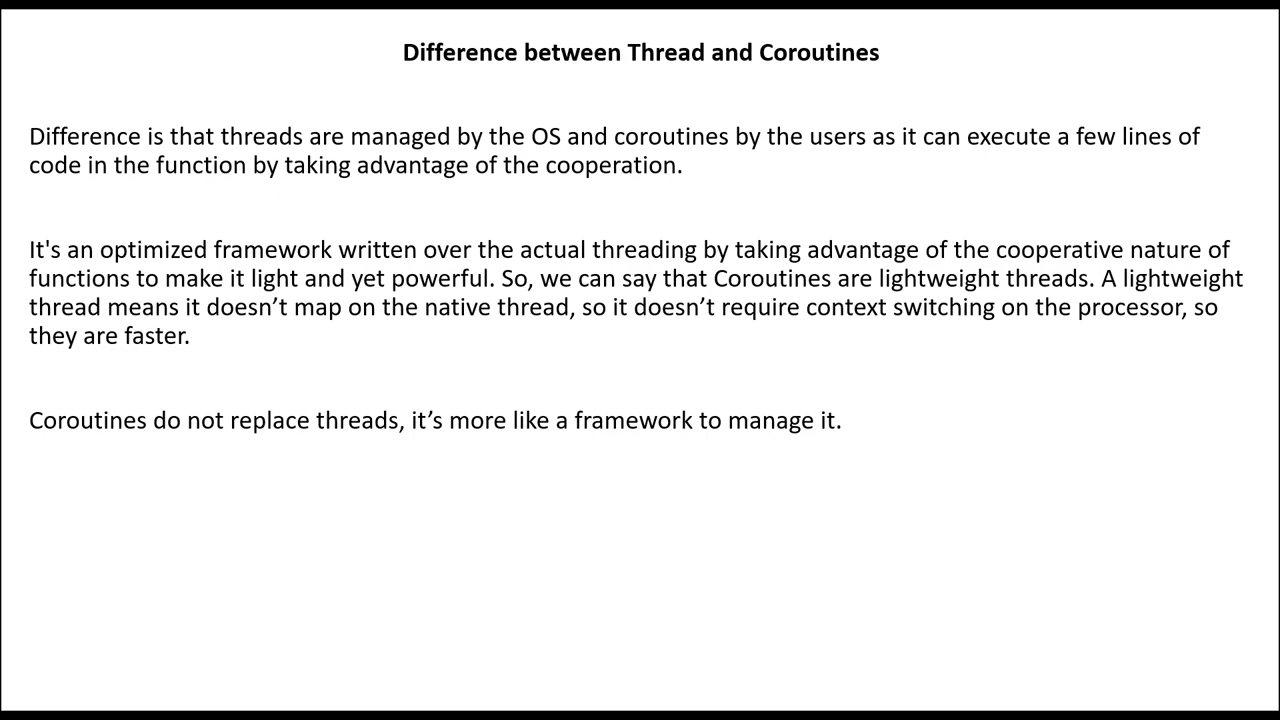 Difference between Thread and Coroutines
Difference is that threads are managed by the OS and coroutines by the users as it can execute a few lines of
code in the function by taking advantage of the cooperation.
It's an optimized framework written over the actual threading by taking advantage of the cooperative nature of
functions to make it light and yet powerful. So, we can say that Coroutines are lightweight threads. A lightweight
thread means it doesn’t map on the native thread, so it doesn’t require context switching on the processor, so
they are faster.
Coroutines do not replace threads, it’s more like a framework to manage it.